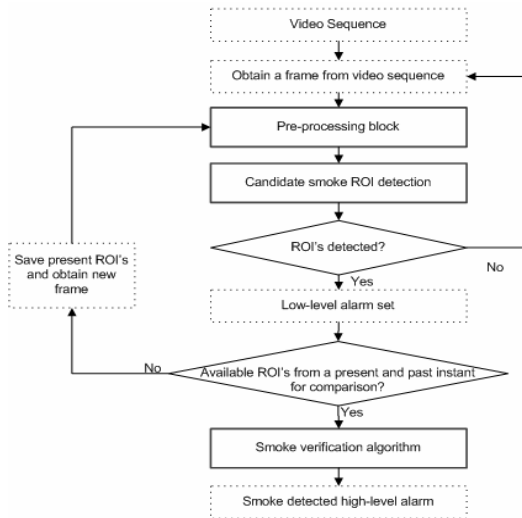 Video Sequence
Obtain a frame from video sequence
Pre-processing block
Candidate smoke ROI detection
ROI's detected?
No
Yes
Save present ROI's
and obtain new
frame
Low-level alarm set
Available ROI's from a present and past instant
for comparison?
No
Yes
Smoke verification algorithm
Smoke detected high-level alarm